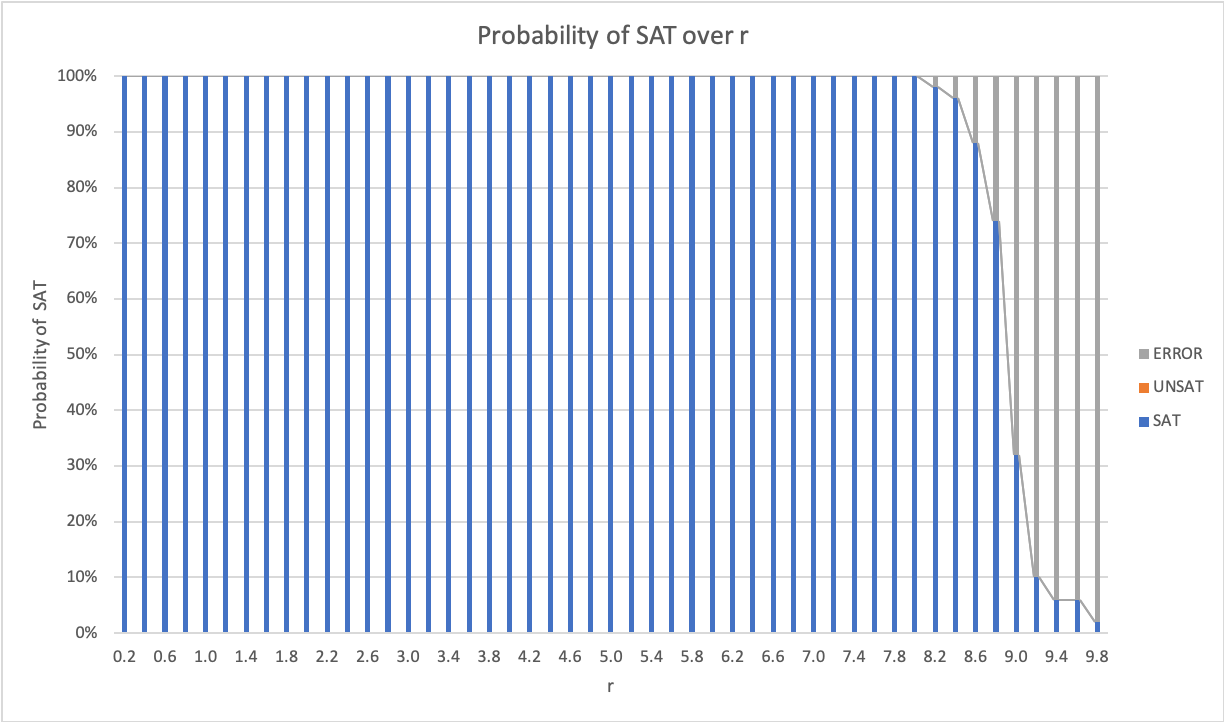 Probability of SAT over r
100%
90%
80%
70%
60%
50%
40%
30%
20%
10%
0%
Probability of SAT
0.2 0.6 1.0 1.4 1.8 2.2 2.6 3.0 3.4 3.8 4.2 4.6 5.0 5.4 5.8 6.2 6.6 7.0 7.4 7.8 8.2 8.6 9.0 9.4 9.8
r
ERROR
UNSAT
SAT